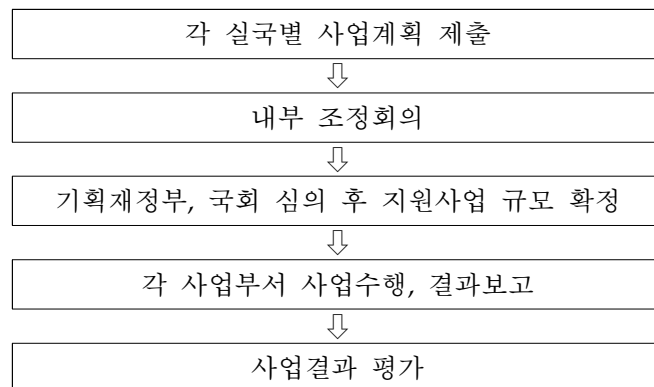 각 실국별 사업계획 제출
⇩
내부 조정회의
⇩
기획재정부, 국회 심의 후 지원사업 규모 확정
⇩
각 사업부서 사업수행, 결과보고
⇩
사업결과 평가